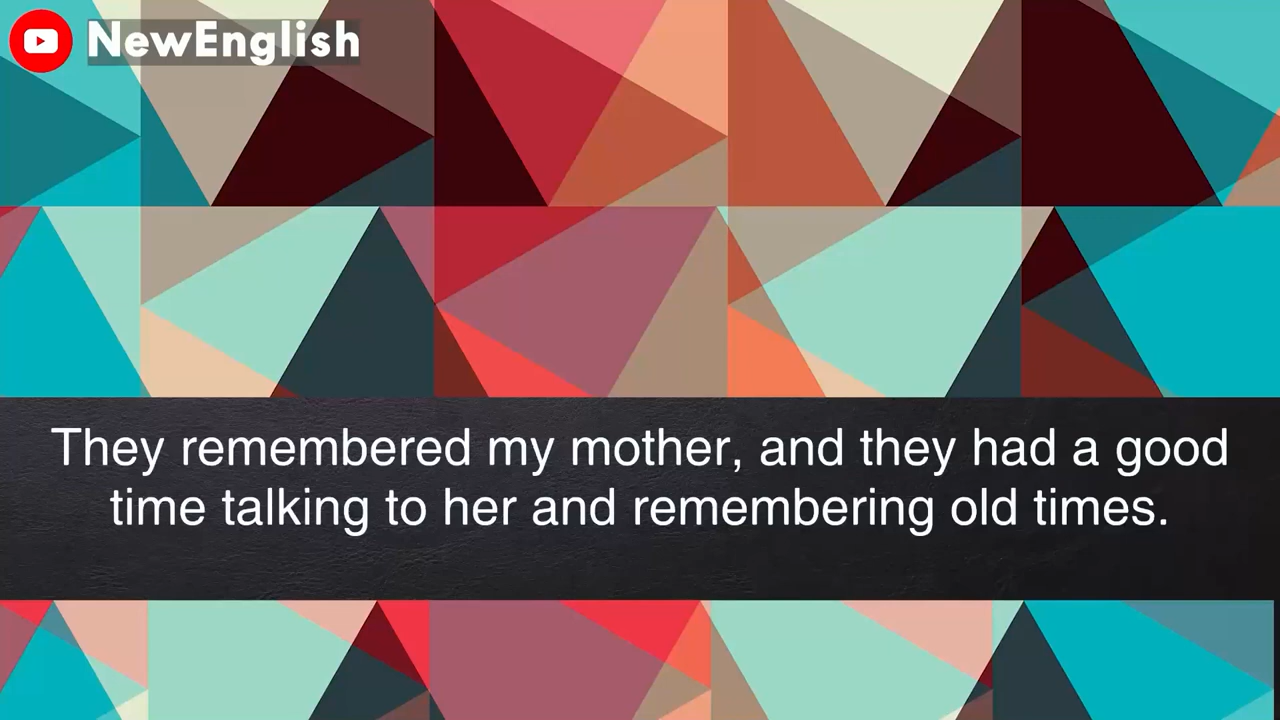 NewEnglish
They remembered my mother, and they had a good
time talking to her and remembering old times.